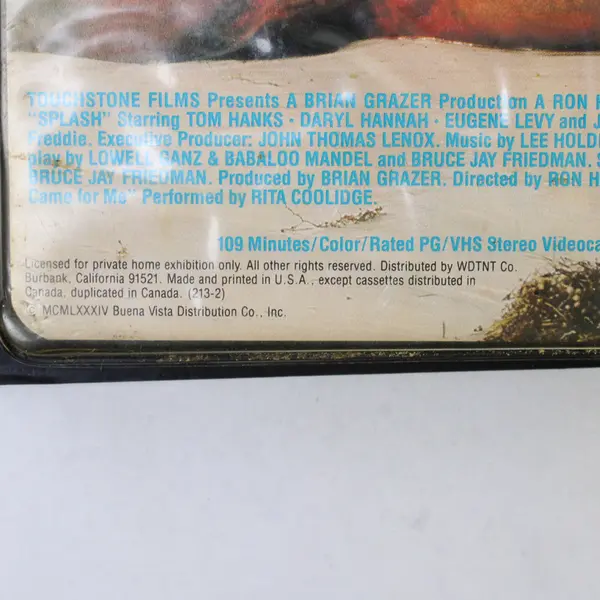 TOUCHSTONE FILMS Presents A BRIAN GRAZER Production A RON
"SPLASH" Starring TOM HANKS · DARYL HANNAH · EUGENE LEVY and
Freddie. Executive Producer: JOHN THOMAS LENOX. Music by LEE HOLD
play by LOWELL GANZ & BABALOO MANDEL and BRUCE JAY FRIEDMAN.
BRUCE JAY FRIEDMAN. Produced by BRIAN GRAZER. Directed by RON H
Came for Me" Performed by RITA COOLIDGE.
109 Minutes/Color/Rated PG/VHS Stereo Videoca
Licensed for private home exhibition only. All other rights reserved. Distributed by WDTNT Co.
Burbank, California 91521. Made and printed in U.S.A., except cassettes distributed in
Canada, duplicated in Canada. (213-2)
© MCMLXXXIV Buena Vista Distribution Co., Inc.